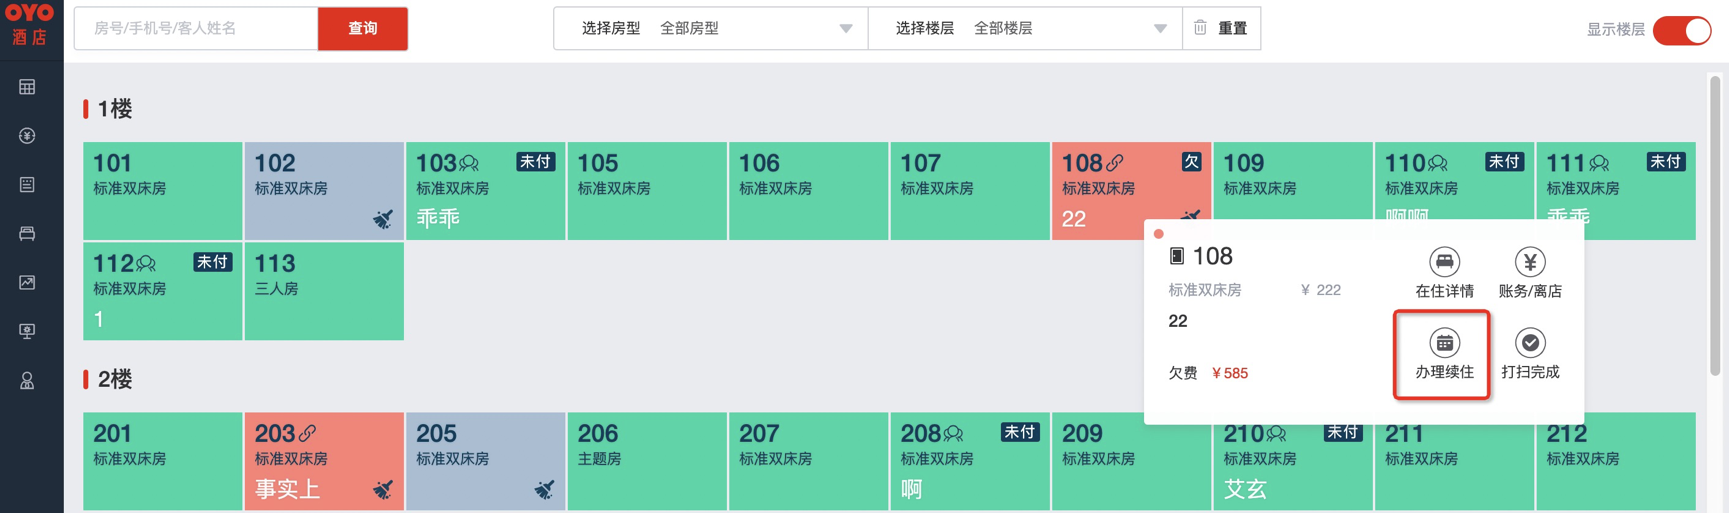 OYO
酒店
房号/手机号/客人姓名 查询 选择房型 全部房型 选择楼层 全部楼层 重置 显示楼层
1楼
101 102 103 未付 105 106 107 108 欠 109 110 未付 111 未付
标准双床房 标准双床房 标准双床房 标准双床房 标准双床房 标准双床房 标准双床房 标准双床房 标准双床房 标准双床房
乖乖 22 啊啊 乖乖
112 未付 113
标准双床房 三人房
1
108
标准双床房 ¥ 222 在住详情 账务/离店
22
欠费 ¥585 办理续住 打扫完成
2楼
201 203 205 206 207 208 未付 209 210 未付 211 212
标准双床房 标准双床房 标准双床房 主题房 标准双床房 标准双床房 标准双床房 标准双床房 标准双床房 标准双床房
事实上 啊 艾玄